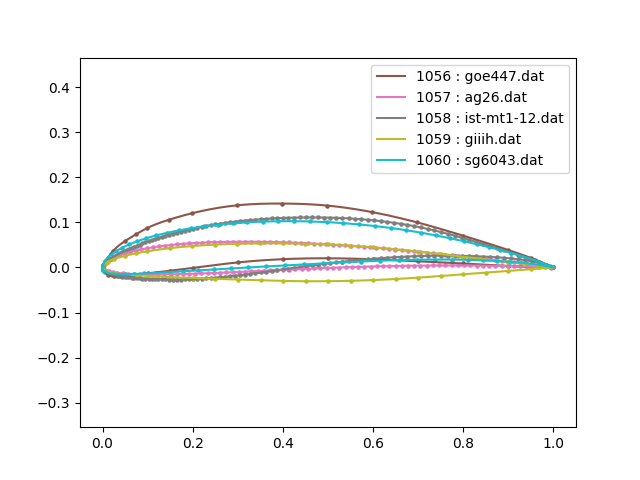 1056 : goe447.dat
1057 : ag26.dat
1058 : ist-mt1-12.dat
1059 : giiih.dat
1060 : sg6043.dat
0.4
0.3
0.2
0.1
0.0
−0.1
−0.2
−0.3
0.0 0.2 0.4 0.6 0.8 1.0